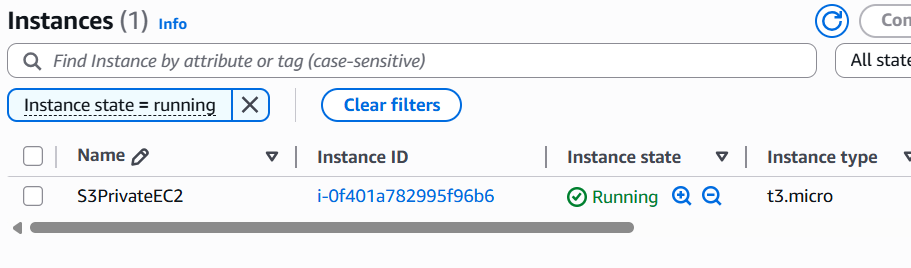 Instances (1) Info
Con
Find Instance by attribute or tag (case-sensitive)
All state
Instance state = running
Clear filters
Name Instance ID Instance state Instance type
S3PrivateEC2 i-0f401a782995f96b6 Running t3.micro